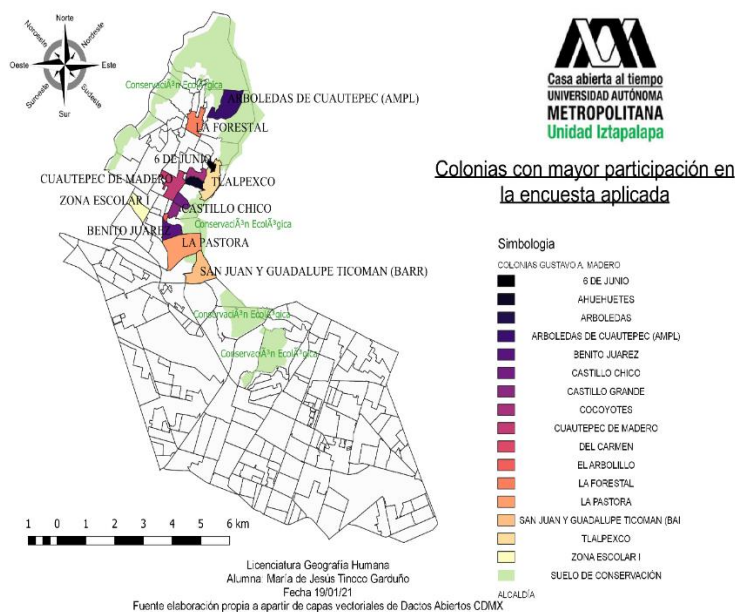 Norte
Noroeste
Nordeste
Oeste
Este
Suroeste
Sudeste
Sur
Casa abierta al tiempo
UNIVERSIDAD AUTÓNOMA
METROPOLITANA
Unidad Iztapalapa
Colonias con mayor participación en
la encuesta aplicada
ConservaciÃ³n EcolÃ³gica
ARBOLEDAS DE CUAUTEPEC (AMPL)
LA FORESTAL
6 DE JUNIO
CUAUTEPEC DE MADERO
TLALPEXCO
ZONA ESCOLAR I
CASTILLO CHICO
ConservaciÃ³n EcolÃ³gica
BENITO JUAREZ
LA PASTORA
SAN JUAN Y GUADALUPE TICOMAN (BARR)
ConservaciÃ³n EcolÃ³gica
ConservaciÃ³n EcolÃ³gica
Simbologia
COLONIAS GUSTAVO A. MADERO
6 DE JUNIO
AHUEHUETES
ARBOLEDAS
ARBOLEDAS DE CUAUTEPEC (AMPL)
BENITO JUAREZ
CASTILLO CHICO
CASTILLO GRANDE
COCOYOTES
CUAUTEPEC DE MADERO
DEL CARMEN
EL ARBOLILLO
LA FORESTAL
LA PASTORA
SAN JUAN Y GUADALUPE TICOMAN (BAI
TLALPEXCO
ZONA ESCOLAR I
SUELO DE CONSERVACIÓN
ALCALDÍA
1 0 1 2 3 4 5 6 km
Licenciatura Geografia Humana
Alumna: María de Jesús Tinoco Garduño
Fecha 19/01/21
Fuente elaboración propia a apartir de capas vectoriales de Dactos Abiertos CDMX